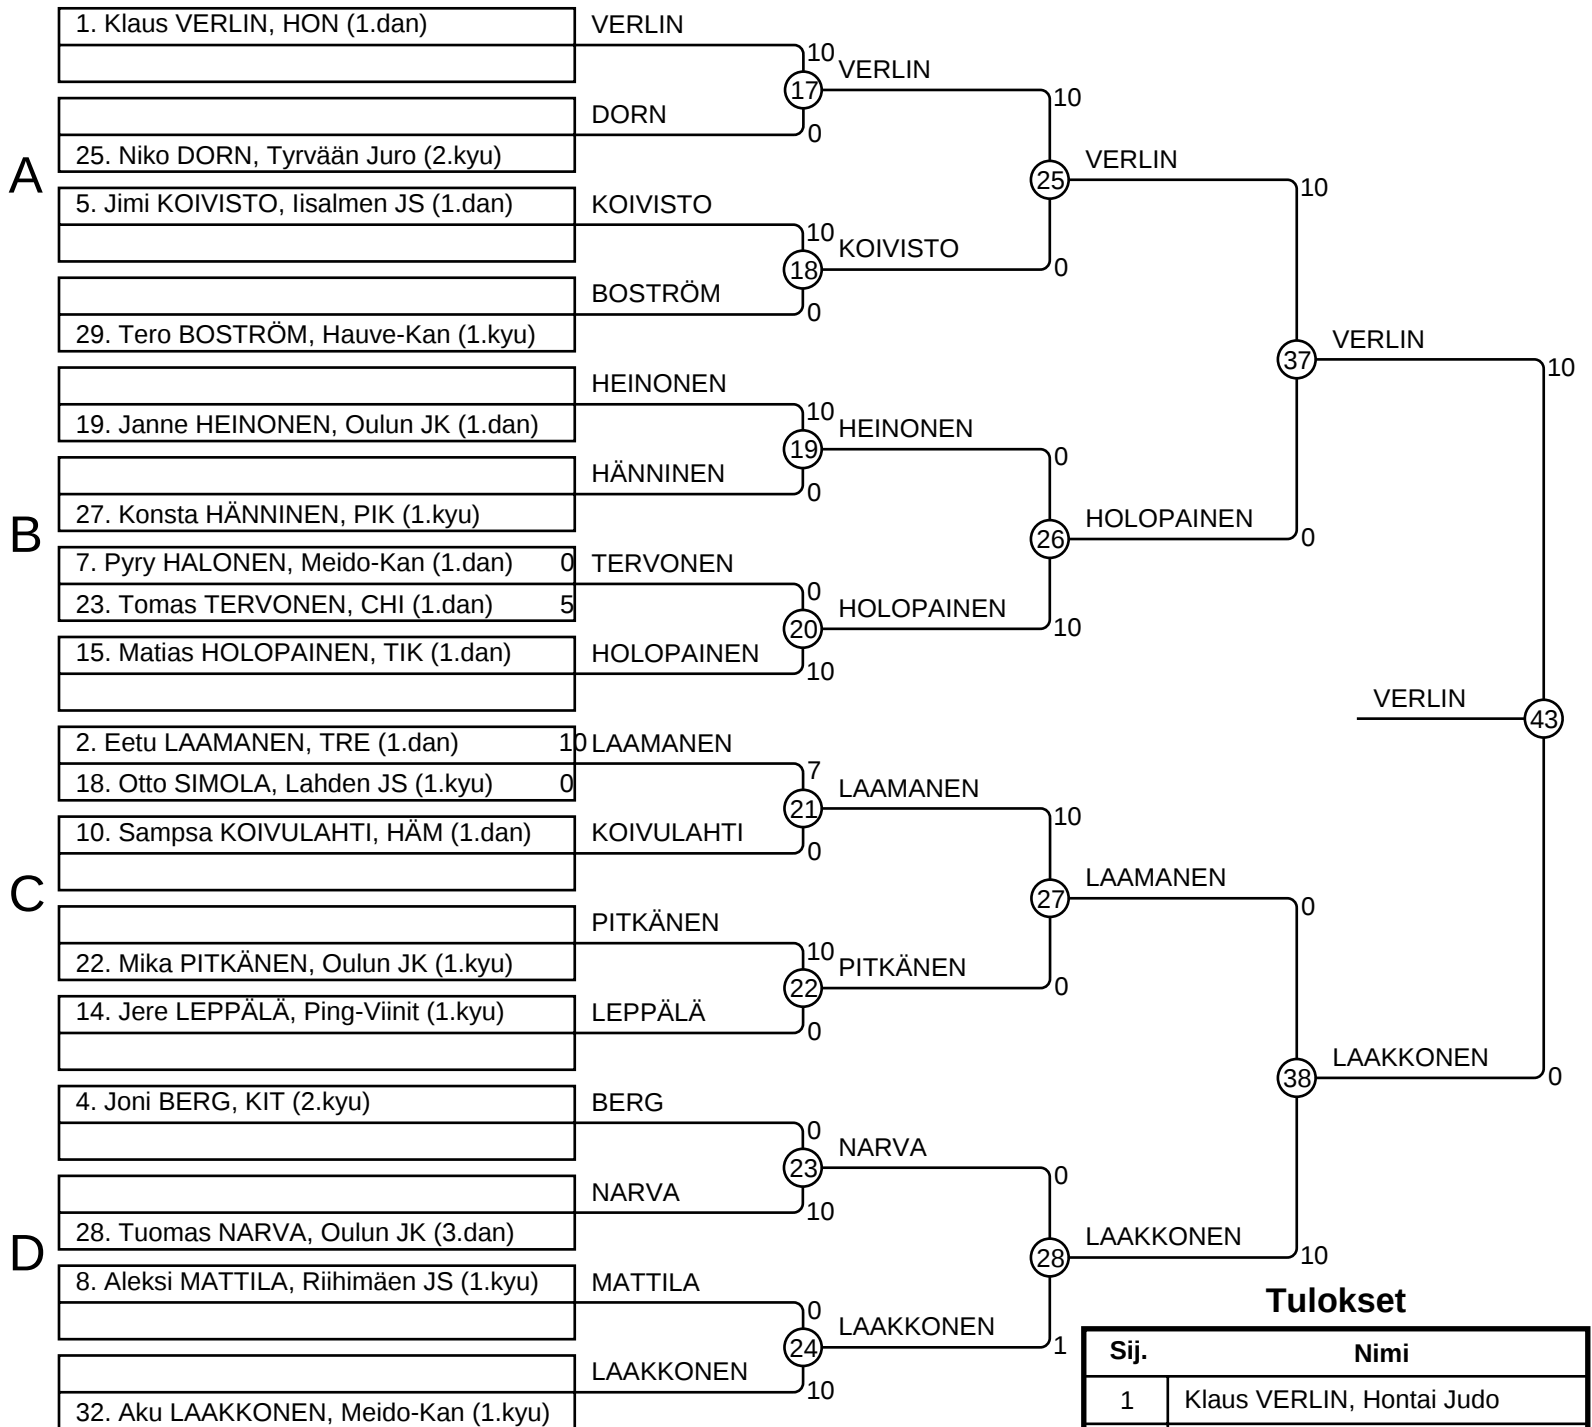 1. Klaus VERLIN, HON (1.dan)
VERLIN
10
VERLIN
17
10
DORN
0
25. Niko DORN, Tyrvään Juro (2.kyu)
A
VERLIN
25
10
5. Jimi KOIVISTO, Iisalmen JS (1.dan)
KOIVISTO
10
KOIVISTO
18
0
BOSTRÖM
0
29. Tero BOSTRÖM, Hauve-Kan (1.kyu)
VERLIN
37
10
HEINONEN
19. Janne HEINONEN, Oulun JK (1.dan)
10
HEINONEN
19
0
HÄNNINEN
0
27. Konsta HÄNNINEN, PIK (1.kyu)
B
HOLOPAINEN
26
0
7. Pyry HALONEN, Meido-Kan (1.dan) 0
TERVONEN
23. Tomas TERVONEN, CHI (1.dan) 5
0
HOLOPAINEN
20
10
15. Matias HOLOPAINEN, TIK (1.dan)
HOLOPAINEN
10
VERLIN
43
2. Eetu LAAMANEN, TRE (1.dan) 10
LAAMANEN
18. Otto SIMOLA, Lahden JS (1.kyu) 0
7
LAAMANEN
21
10
10. Sampsa KOIVULAHTI, HÄM (1.dan)
KOIVULAHTI
0
C
LAAMANEN
27
0
PITKÄNEN
22. Mika PITKÄNEN, Oulun JK (1.kyu)
10
PITKÄNEN
22
0
14. Jere LEPPÄLÄ, Ping-Viinit (1.kyu)
LEPPÄLÄ
0
LAAKKONEN
38
0
4. Joni BERG, KIT (2.kyu)
BERG
0
NARVA
23
0
NARVA
10
28. Tuomas NARVA, Oulun JK (3.dan)
D
LAAKKONEN
28
10
8. Aleksi MATTILA, Riihimäen JS (1.kyu)
MATTILA
0
LAAKKONEN
24
1
LAAKKONEN
10
32. Aku LAAKKONEN, Meido-Kan (1.kyu)
Tulokset
Sij. Nimi
1 Klaus VERLIN, Hontai Judo